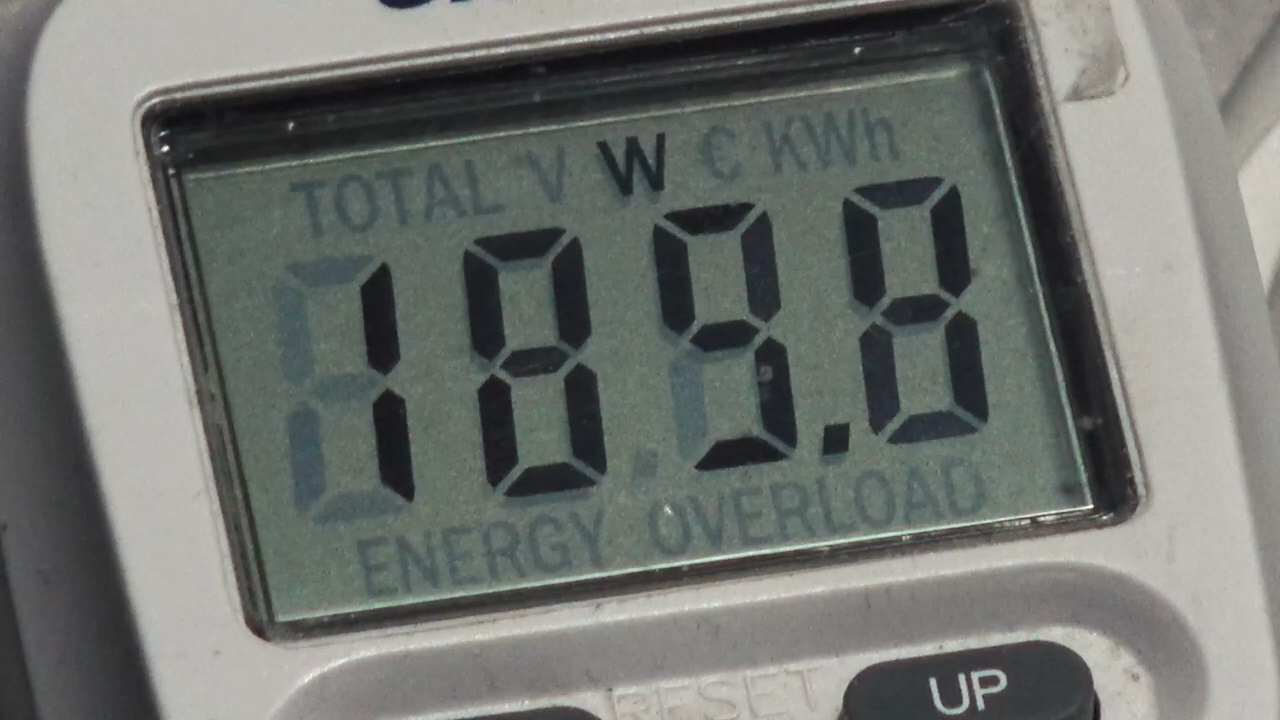 TOTAL V W € KWh
189.8
ENERGY OVERLOAD
RESET UP